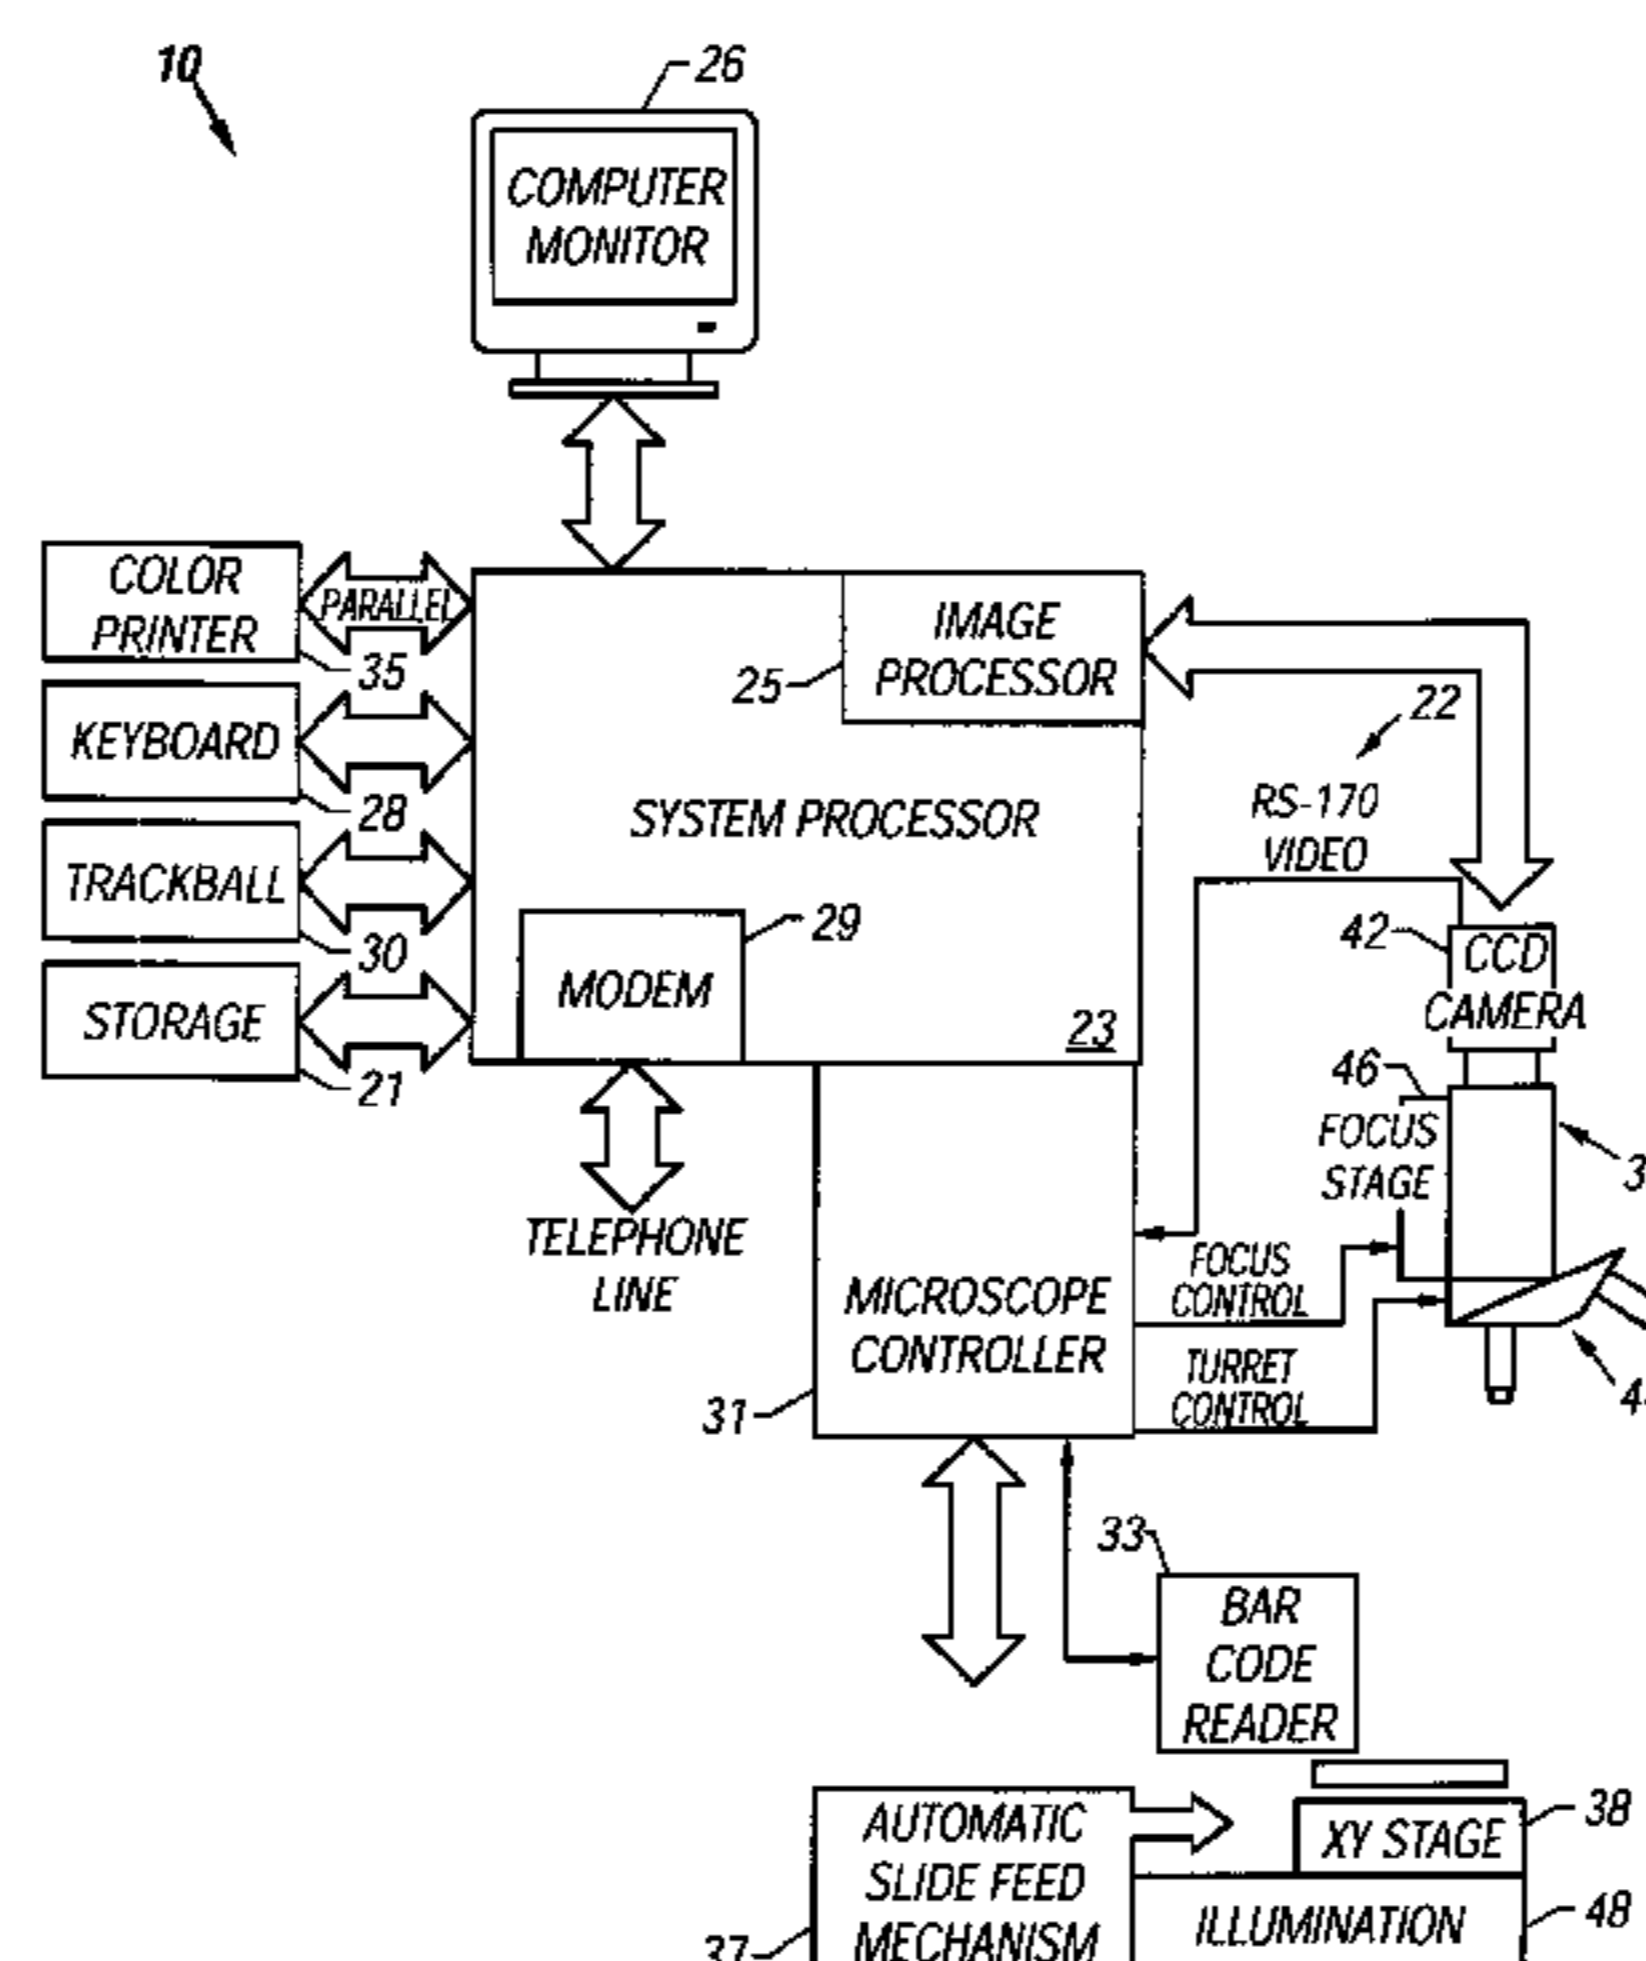 10
26
COMPUTER
MONITOR
COLOR
PRINTER
PARALLEL
35
KEYBOARD
28
TRACKBALL
30
STORAGE
21
IMAGE
PROCESSOR
25
SYSTEM PROCESSOR
MODEM
29
23
TELEPHONE
LINE
22
RS-170
VIDEO
42
CCD
CAMERA
46
FOCUS
STAGE
FOCUS
CONTROL
TURRET
CONTROL
MICROSCOPE
CONTROLLER
31
33
BAR
CODE
READER
AUTOMATIC
SLIDE FEED
MECHANISM
37
XY STAGE
38
ILLUMINATION
48